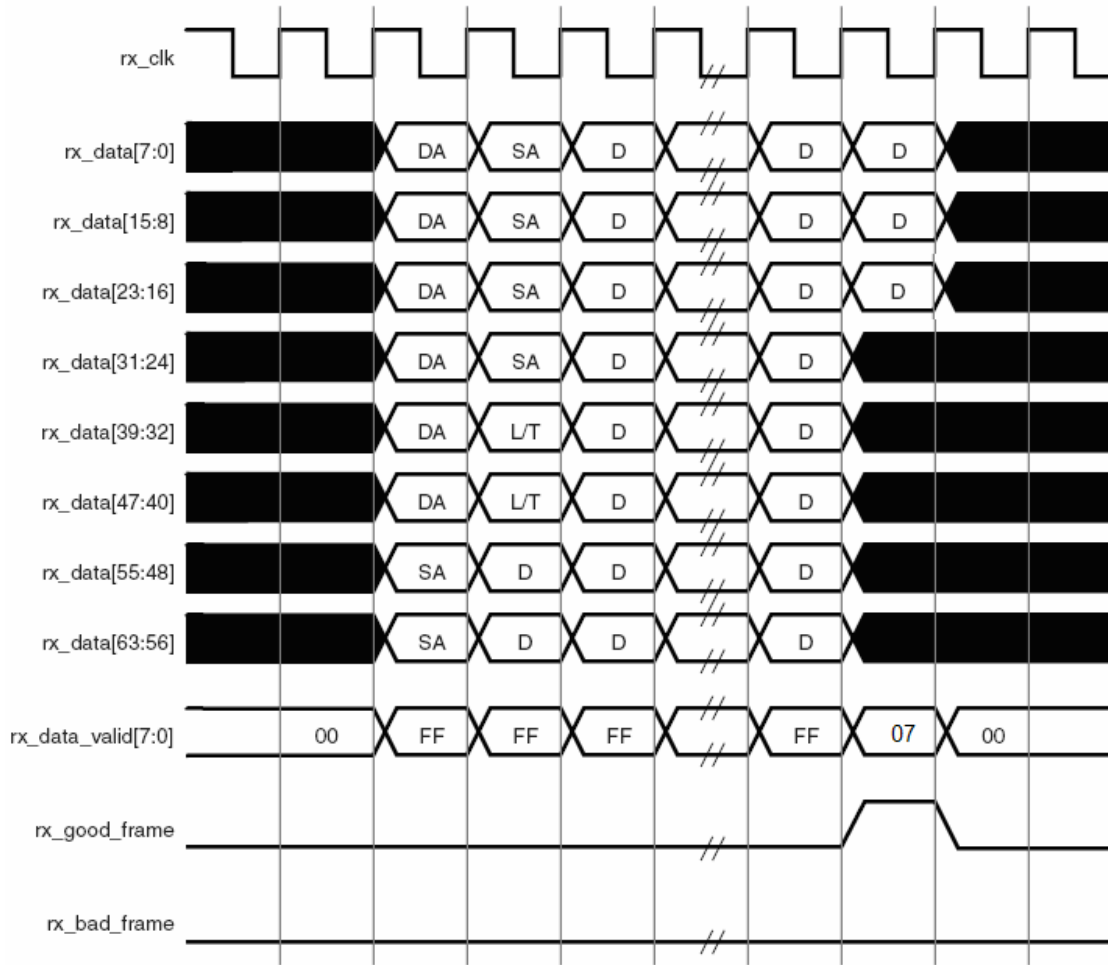 rx_clk
rx_data[7:0] DA SA D D D
rx_data[15:8] DA SA D D D
rx_data[23:16] DA SA D D D
rx_data[31:24] DA SA D D
rx_data[39:32] DA L/T D D
rx_data[47:40] DA L/T D D
rx_data[55:48] SA D D D
rx_data[63:56] SA D D D
rx_data_valid[7:0] 00 FF FF FF FF 07 00
rx_good_frame
rx_bad_frame